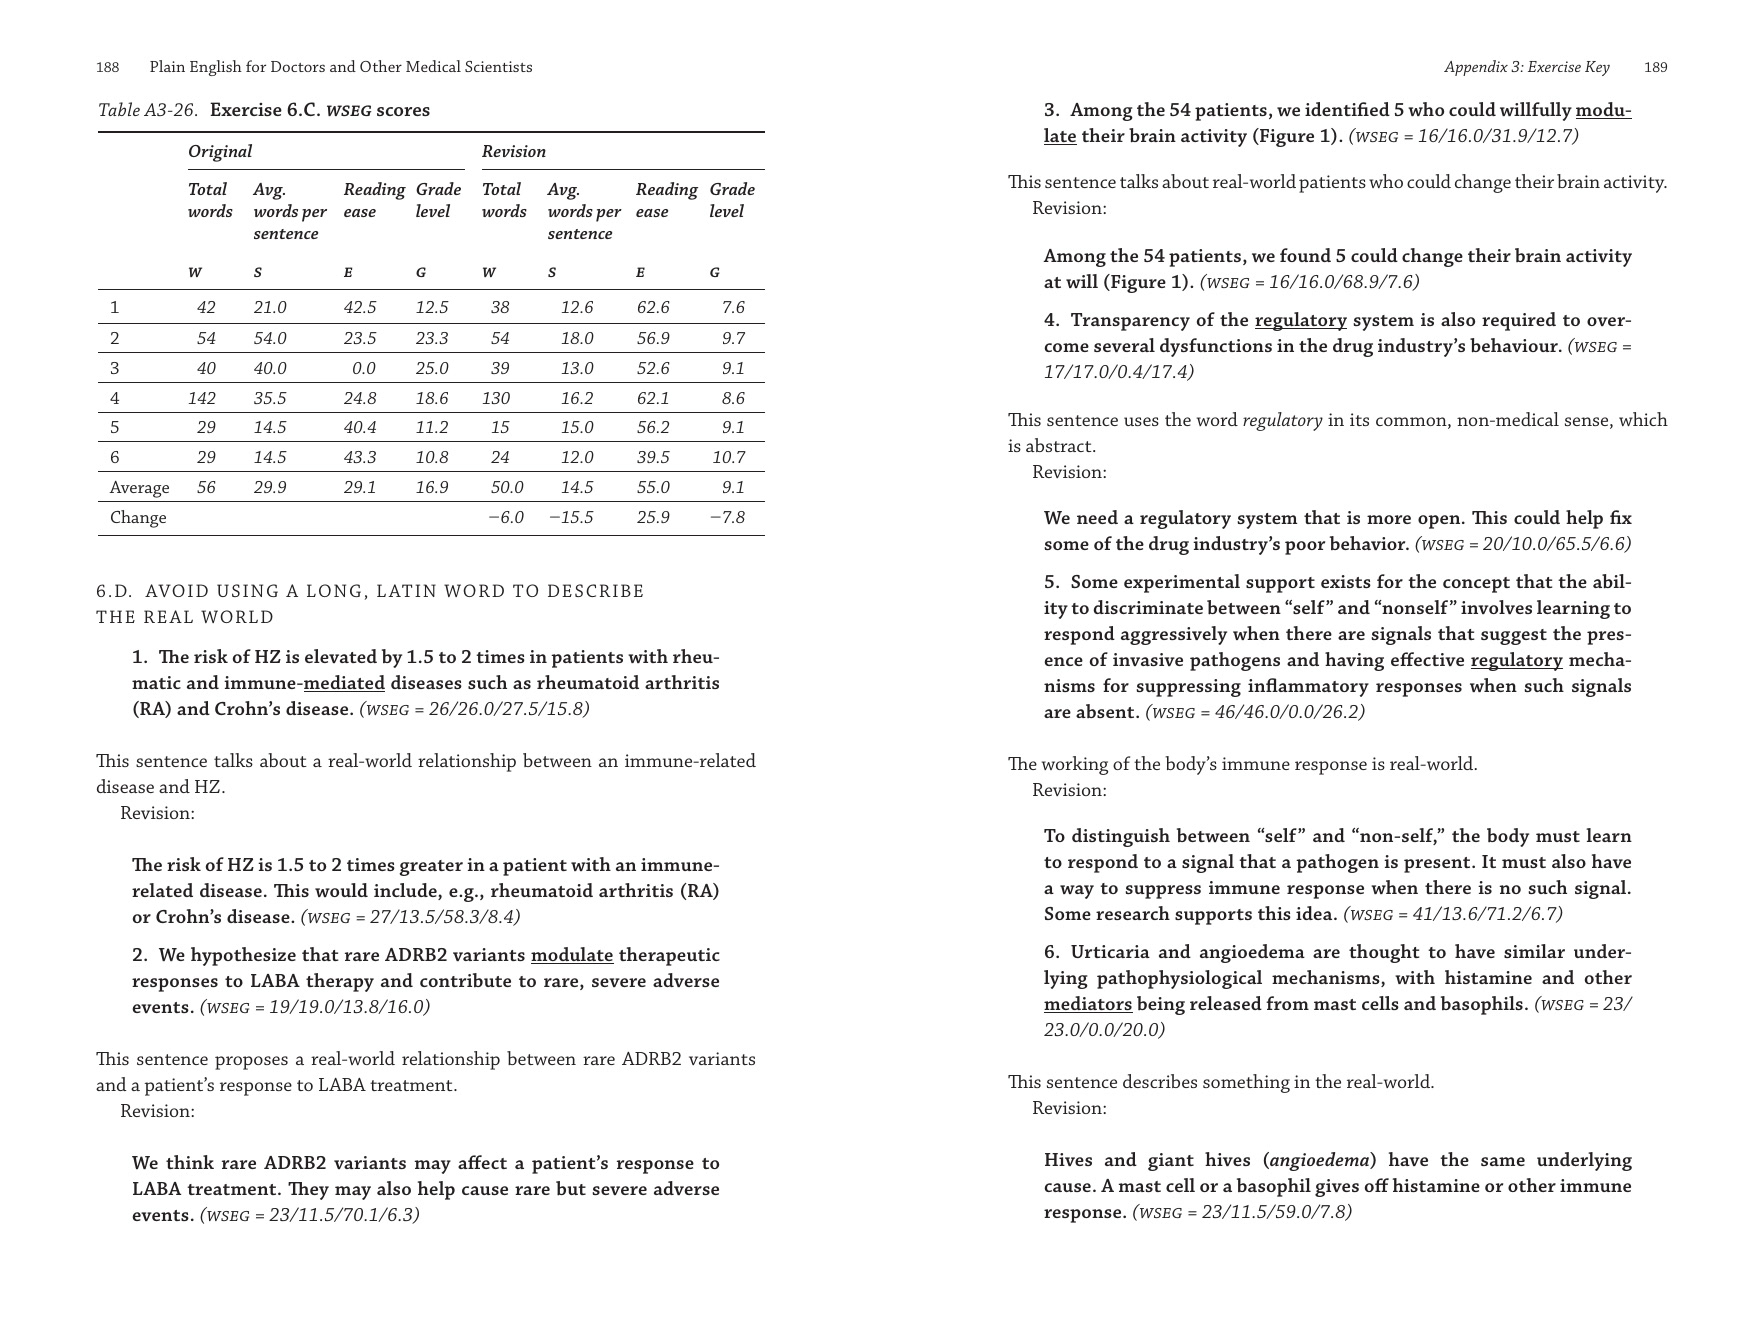 188 Plain English for Doctors and Other Medical Scientists
Table A3-26. Exercise 6.C. WSEG scores
Original Revision
Total words Avg. words per sentence Reading ease Grade level Total words Avg. words per sentence Reading ease Grade level
W S E G W S E G
1 42 21.0 42.5 12.5 38 12.6 62.6 7.6
2 54 54.0 23.5 23.3 54 18.0 56.9 9.7
3 40 40.0 0.0 25.0 39 13.0 52.6 9.1
4 142 35.5 24.8 18.6 130 16.2 62.1 8.6
5 29 14.5 40.4 11.2 15 15.0 56.2 9.1
6 29 14.5 43.3 10.8 24 12.0 39.5 10.7
Average 56 29.9 29.1 16.9 50.0 14.5 55.0 9.1
Change −6.0 −15.5 25.9 −7.8
6.D. AVOID USING A LONG, LATIN WORD TO DESCRIBE
THE REAL WORLD
1. The risk of HZ is elevated by 1.5 to 2 times in patients with rheu-
matic and immune-mediated diseases such as rheumatoid arthritis
(RA) and Crohn’s disease. (WSEG = 26/26.0/27.5/15.8)
This sentence talks about a real-world relationship between an immune-related
disease and HZ.
Revision:
The risk of HZ is 1.5 to 2 times greater in a patient with an immune-
related disease. This would include, e.g., rheumatoid arthritis (RA)
or Crohn’s disease. (WSEG = 27/13.5/58.3/8.4)
2. We hypothesize that rare ADRB2 variants modulate therapeutic
responses to LABA therapy and contribute to rare, severe adverse
events. (WSEG = 19/19.0/13.8/16.0)
This sentence proposes a real-world relationship between rare ADRB2 variants
and a patient’s response to LABA treatment.
Revision:
We think rare ADRB2 variants may affect a patient’s response to
LABA treatment. They may also help cause rare but severe adverse
events. (WSEG = 23/11.5/70.1/6.3)
Appendix 3: Exercise Key 189
3. Among the 54 patients, we identified 5 who could willfully modu-
late their brain activity (Figure 1). (WSEG = 16/16.0/31.9/12.7)
This sentence talks about real-world patients who could change their brain activity.
Revision:
Among the 54 patients, we found 5 could change their brain activity
at will (Figure 1). (WSEG = 16/16.0/68.9/7.6)
4. Transparency of the regulatory system is also required to over-
come several dysfunctions in the drug industry’s behaviour. (WSEG =
17/17.0/0.4/17.4)
This sentence uses the word regulatory in its common, non-medical sense, which
is abstract.
Revision:
We need a regulatory system that is more open. This could help fix
some of the drug industry’s poor behavior. (WSEG = 20/10.0/65.5/6.6)
5. Some experimental support exists for the concept that the abil-
ity to discriminate between “self” and “nonself” involves learning to
respond aggressively when there are signals that suggest the pres-
ence of invasive pathogens and having effective regulatory mecha-
nisms for suppressing inflammatory responses when such signals
are absent. (WSEG = 46/46.0/0.0/26.2)
The working of the body’s immune response is real-world.
Revision:
To distinguish between “self” and “non-self,” the body must learn
to respond to a signal that a pathogen is present. It must also have
a way to suppress immune response when there is no such signal.
Some research supports this idea. (WSEG = 41/13.6/71.2/6.7)
6. Urticaria and angioedema are thought to have similar under-
lying pathophysiological mechanisms, with histamine and other
mediators being released from mast cells and basophils. (WSEG = 23/
23.0/0.0/20.0)
This sentence describes something in the real-world.
Revision:
Hives and giant hives (angioedema) have the same underlying
cause. A mast cell or a basophil gives off histamine or other immune
response. (WSEG = 23/11.5/59.0/7.8)